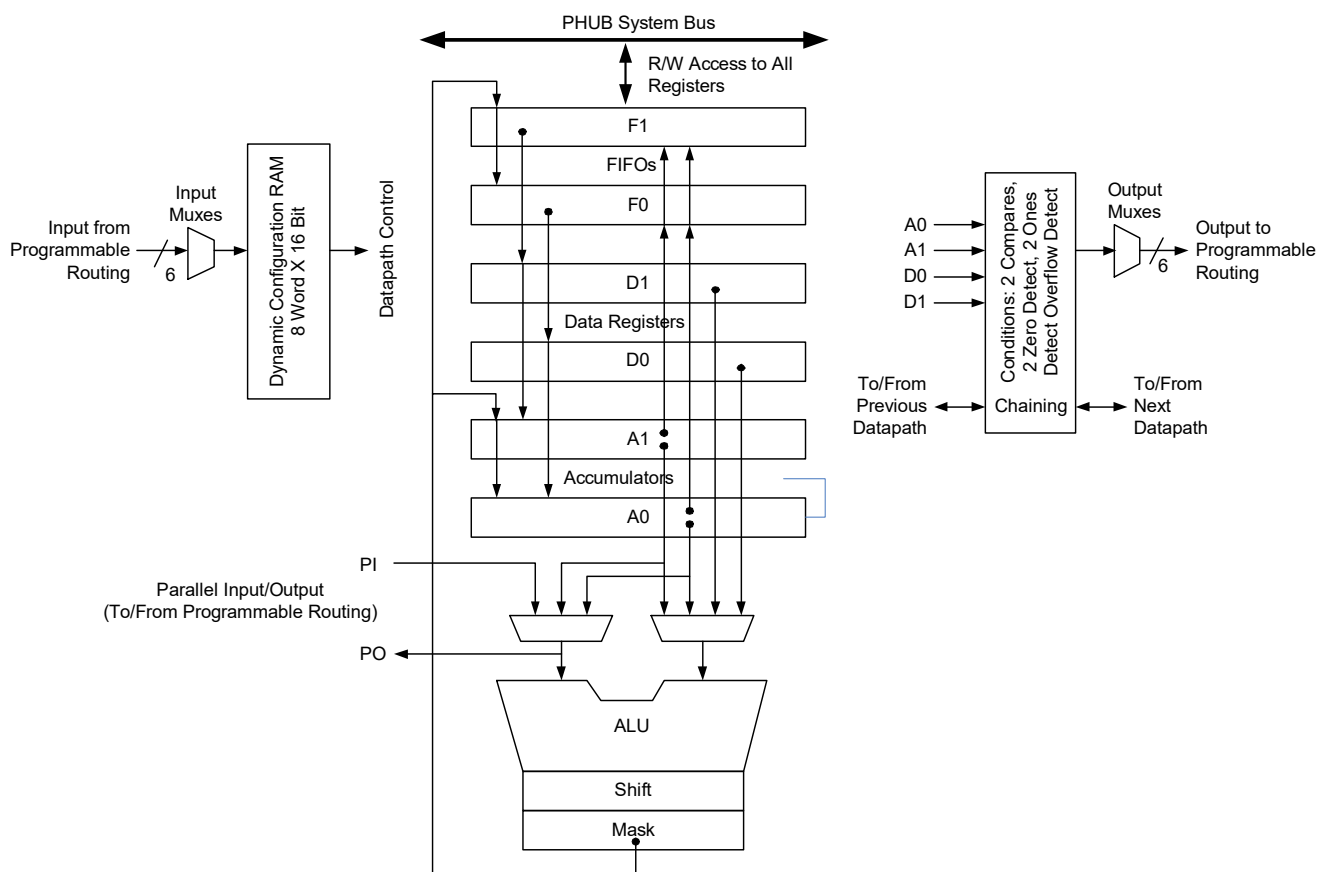 PHUB System Bus
R/W Access to All
Registers
F1
FIFOs
F0
D1
Data Registers
D0
A1
Accumulators
A0
Input from
Programmable
Routing
6
Input
Muxes
Dynamic Configuration RAM
8 Word X 16 Bit
Datapath Control
A0
A1
D0
D1
Conditions: 2 Compares,
2 Zero Detect, 2 Ones
Detect Overflow Detect
Chaining
Output
Muxes
6
Output to
Programmable
Routing
To/From
Previous
Datapath
To/From
Next
Datapath
PI
Parallel Input/Output
(To/From Programmable Routing)
PO
ALU
Shift
Mask